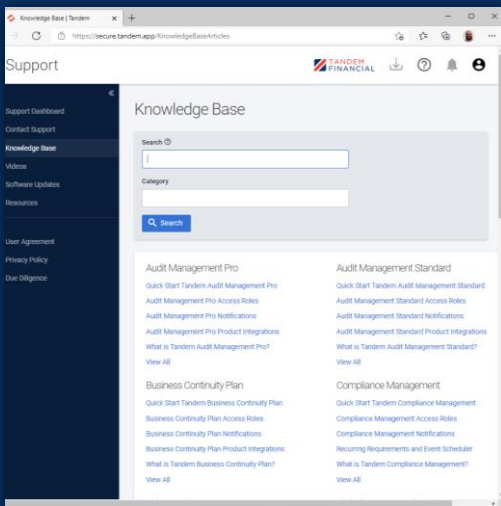 Knowledge Base | Tandem
https://secure.tandem.app/KnowledgeBaseArticles
Support
TANDEM
FINANCIAL
Support Dashboard
Contact Support
Knowledge Base
Videos
Software Updates
Resources
User Agreement
Privacy Policy
Due Diligence
Knowledge Base
Search
Category
Search
Audit Management Pro
Quick Start Tandem Audit Management Pro
Audit Management Pro Access Roles
Audit Management Pro Notifications
Audit Management Pro Product Integrations
What is Tandem Audit Management Pro?
View All
Audit Management Standard
Quick Start Tandem Audit Management Standard
Audit Management Standard Access Roles
Audit Management Standard Notifications
Audit Management Standard Product Integrations
What is Tandem Audit Management Standard?
View All
Business Continuity Plan
Quick Start Tandem Business Continuity Plan
Business Continuity Plan Access Roles
Business Continuity Plan Notifications
Business Continuity Plan Product Integrations
What is Tandem Business Continuity Plan?
View All
Compliance Management
Quick Start Tandem Compliance Management
Compliance Management Access Roles
Compliance Management Notifications
Recurring Requirements and Event Scheduler
What is Tandem Compliance Management?
View All